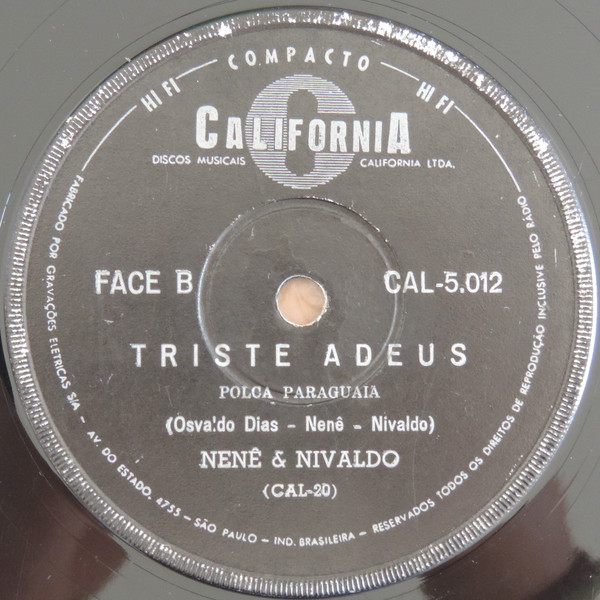 COMPACTO
HI FI HI FI
CALIFORNIA
DISCOS MUSICAIS CALIFORNIA LTDA.
FACE B CAL-5.012
TRISTE ADEUS
POLCA PARAGUAIA
(Osvaldo Dias - Nenê - Nivaldo)
NENÊ & NIVALDO
(CAL-20)
FABRICADO POR GRAVAÇÕES ELETRICAS S/A - AV. DO ESTADO, 4755 - SÃO PAULO - IND. BRASILEIRA - RESERVADOS TODOS OS DIREITOS DE REPRODUÇÃO INCLUSIVE PELO RÁDIO